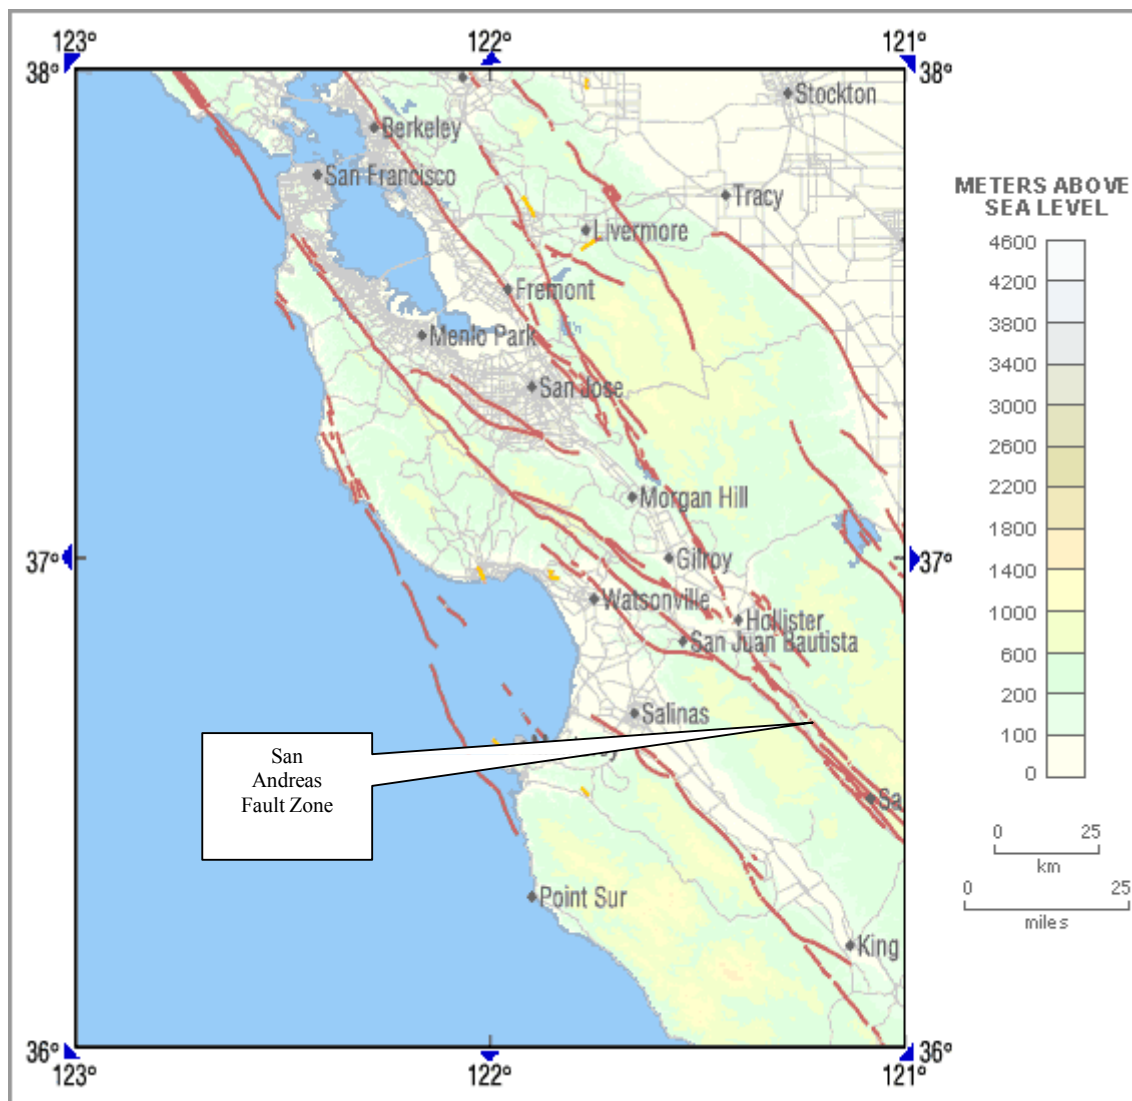 123°
122°
121°
38°
38°
Stockton
Berkeley
San Francisco
Tracy
Livermore
Fremont
Menlo Park
San Jose
Morgan Hill
37°
37°
Gilroy
Watsonville
Hollister
San Juan Bautista
Salinas
San
Andreas
Fault Zone
Sa
Point Sur
King
36°
36°
123°
122°
121°
METERS ABOVE
SEA LEVEL
4600
4200
3800
3400
3000
2600
2200
1800
1400
1000
600
200
100
0
0 25
km
0 25
miles